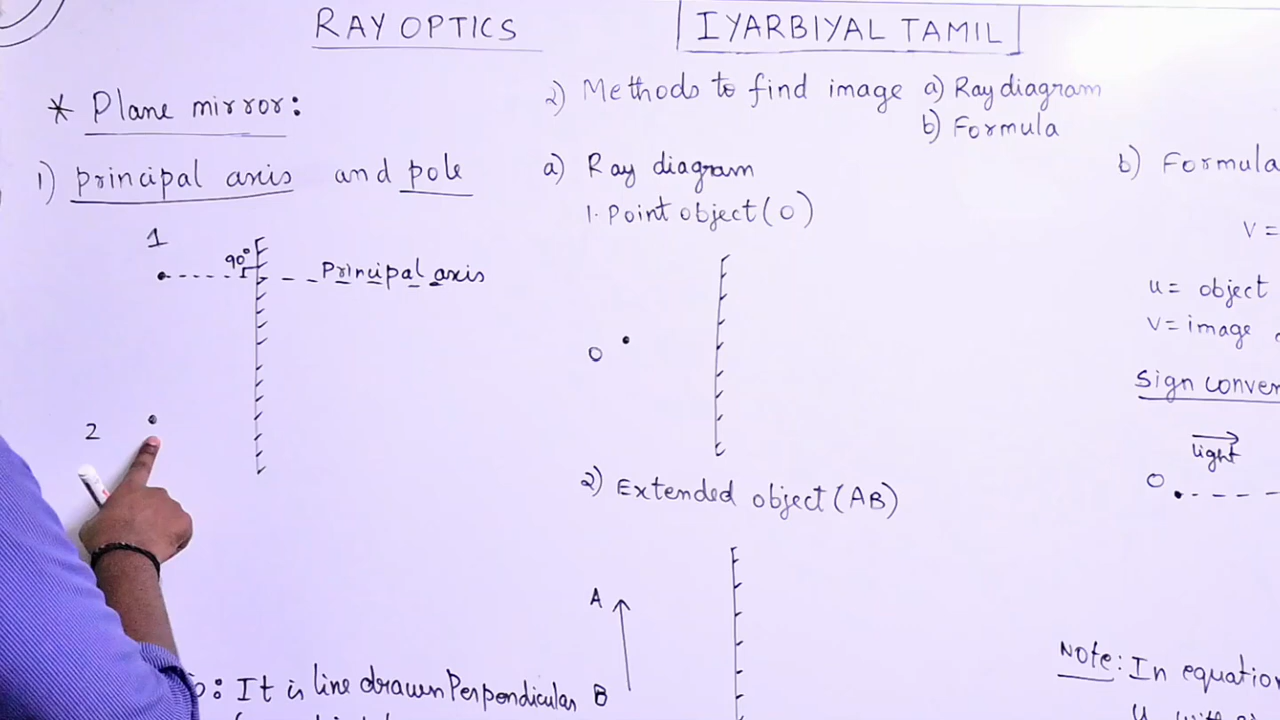 RAY OPTICS
IYARBIYAL TAMIL
* Plane mirror:
1) principal axis and pole
1
90°
Principal axis
2
: It is line drawn Perpendicular
2) Methods to find image a) Ray diagram
b) Formula
a) Ray diagram
1. Point object (O)
O
2) Extended object (AB)
A
B
b) Formula
V =
u = object
V = image
Sign conven
light
O
Note: In equation